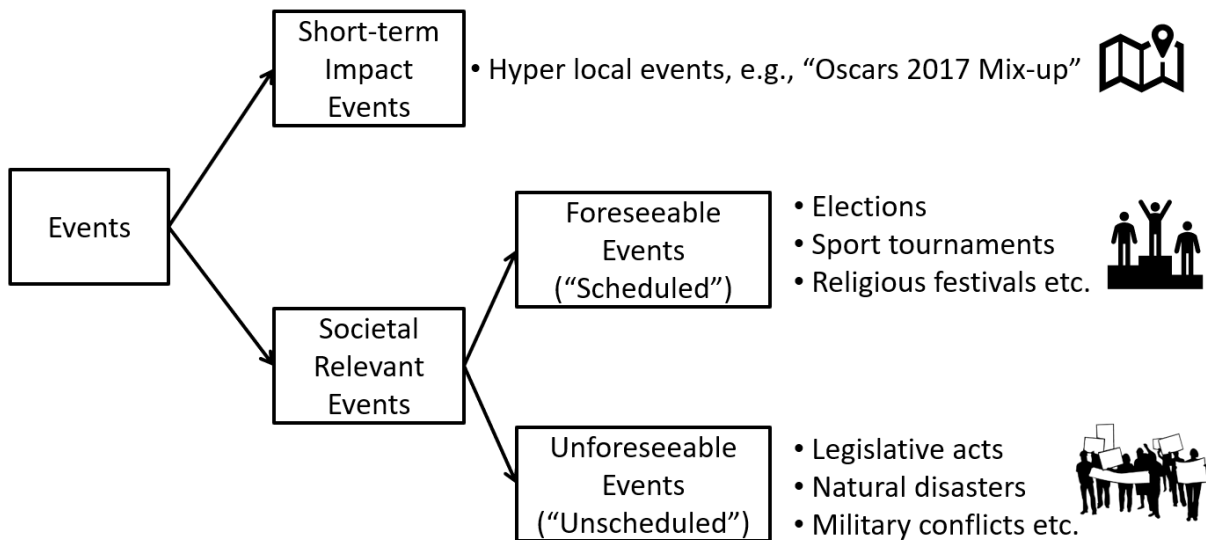 Short-term
Impact
Events
• Hyper local events, e.g., “Oscars 2017 Mix-up”
Events
Societal
Relevant
Events
Foreseeable
Events
(“Scheduled”)
• Elections
• Sport tournaments
• Religious festivals etc.
Unforeseeable
Events
(“Unscheduled”)
• Legislative acts
• Natural disasters
• Military conflicts etc.